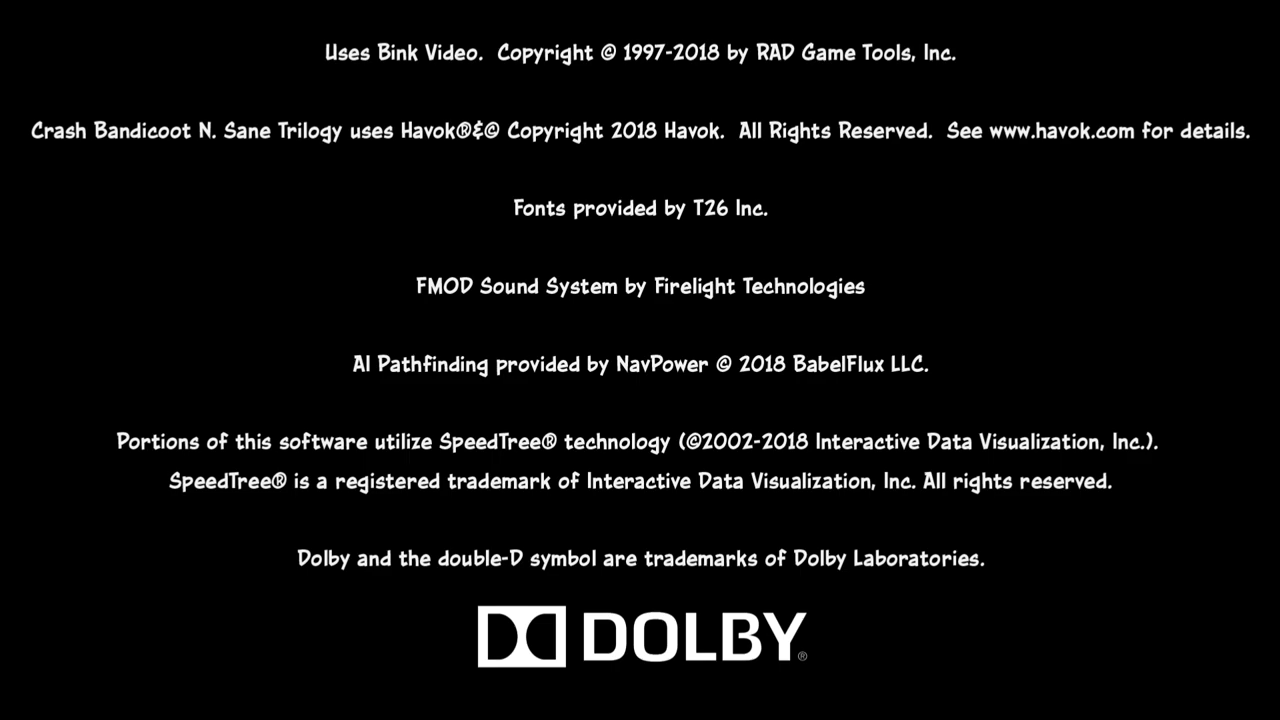 Uses Bink Video.  Copyright © 1997-2018 by RAD Game Tools, Inc.
Crash Bandicoot N. Sane Trilogy uses Havok®&© Copyright 2018 Havok.  All Rights Reserved.  See www.havok.com for details.
Fonts provided by T26 Inc.
FMOD Sound System by Firelight Technologies
AI Pathfinding provided by NavPower © 2018 BabelFlux LLC.
Portions of this software utilize SpeedTree® technology (©2002-2018 Interactive Data Visualization, Inc.).
SpeedTree® is a registered trademark of Interactive Data Visualization, Inc. All rights reserved.
Dolby and the double-D symbol are trademarks of Dolby Laboratories.
DOLBY®